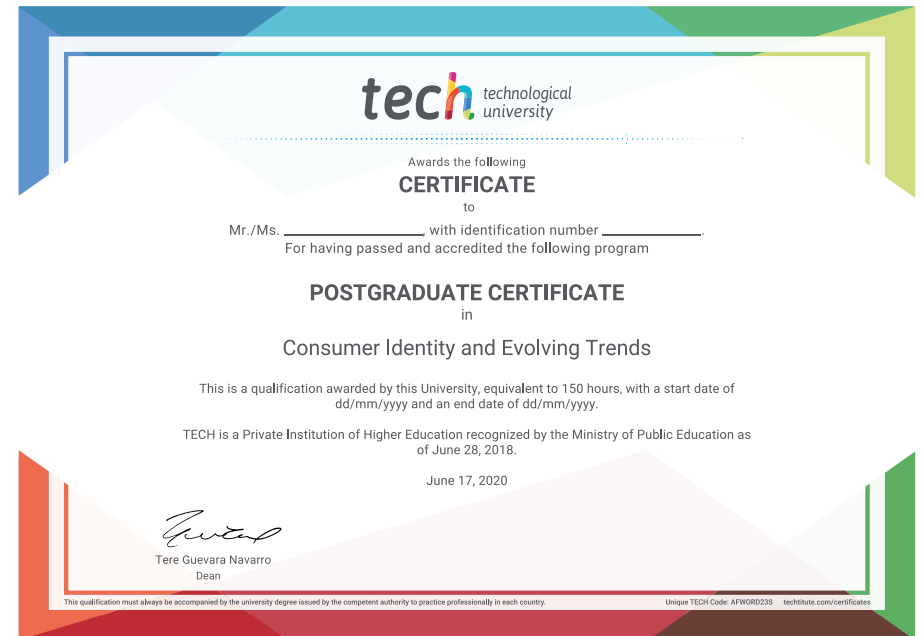 tech technological
university
Awards the following
CERTIFICATE
to
Mr./Ms. ____________________, with identification number ______________.
For having passed and accredited the following program
POSTGRADUATE CERTIFICATE
in
Consumer Identity and Evolving Trends
This is a qualification awarded by this University, equivalent to 150 hours, with a start date of
dd/mm/yyyy and an end date of dd/mm/yyyy.
TECH is a Private Institution of Higher Education recognized by the Ministry of Public Education as
of June 28, 2018.
June 17, 2020
Tere Guevara Navarro
Dean
This qualification must always be accompanied by the university degree issued by the competent authority to practice professionally in each country.
Unique TECH Code: AFWORD23S techtitute.com/certificates